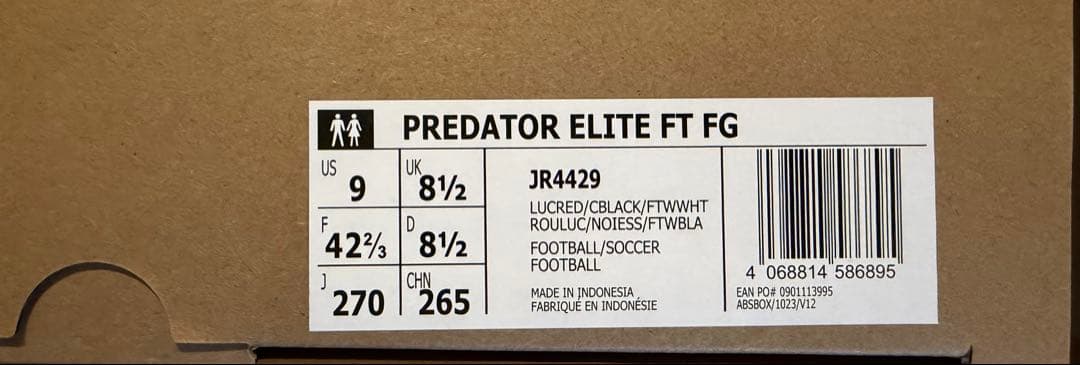 PREDATOR ELITE FT FG
US 9
UK 8½
F 42⅔
D 8½
J 270
CHN 265
JR4429
LUCRED/CBLACK/FTWWHT
ROULUC/NOIESS/FTWBLA
FOOTBALL/SOCCER
FOOTBALL
MADE IN INDONESIA
FABRIQUÉ EN INDONÉSIE
4 068814 586895
EAN PO# 0901113995
ABSBOX/1023/V12